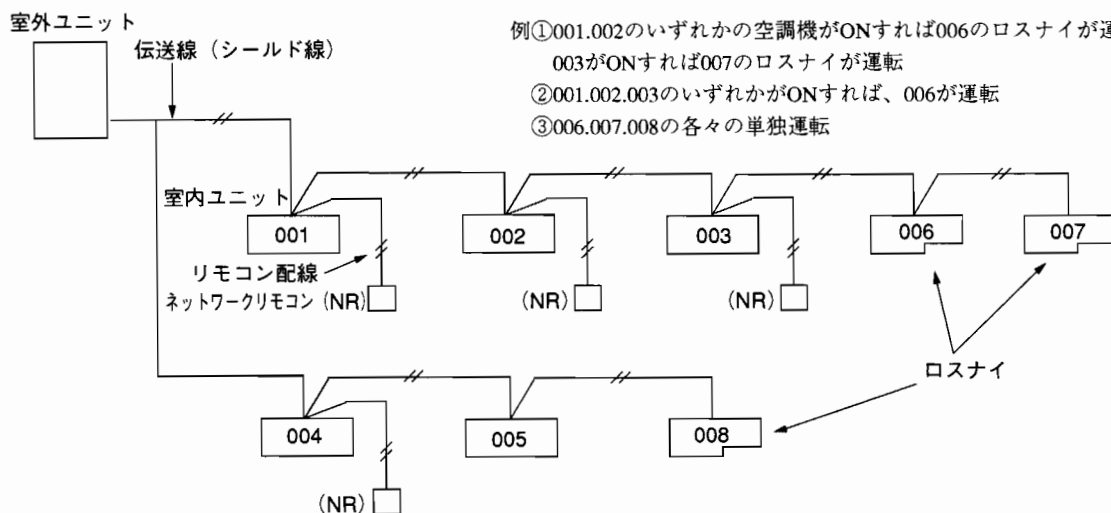 室外ユニット
伝送線（シールド線）
例①001.002のいずれかの空調機がONすれば006のロスナイが運
003がONすれば007のロスナイが運転
②001.002.003のいずれかがONすれば、006が運転
③006.007.008の各々の単独運転
室内ユニット
001
002
003
006
007
リモコン配線
ネットワークリモコン（NR）
（NR）
（NR）
ロスナイ
004
005
008
（NR）